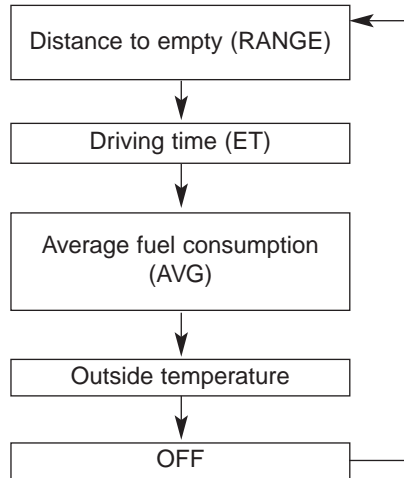 Distance to empty (RANGE)
Driving time (ET)
Average fuel consumption
(AVG)
Outside temperature
OFF